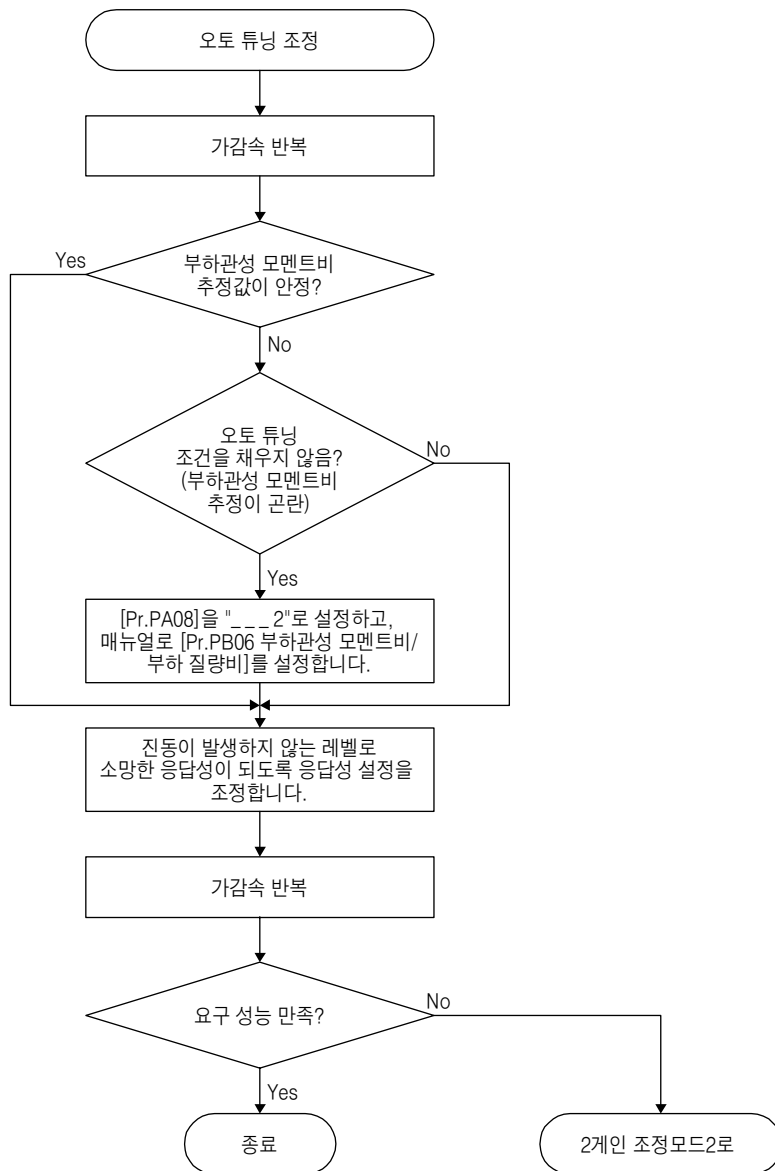 오토 튜닝 조정
가감속 반복
Yes
부하관성 모멘트비
추정값이 안정?
No
오토 튜닝
조건을 채우지 않음?
(부하관성 모멘트비
추정이 곤란)
No
Yes
[Pr.PA08]을 "_ _ _ 2"로 설정하고,
매뉴얼로 [Pr.PB06 부하관성 모멘트비/
부하 질량비]를 설정합니다.
진동이 발생하지 않는 레벨로
소망한 응답성이 되도록 응답성 설정을
조정합니다.
가감속 반복
요구 성능 만족?
No
Yes
종료
2게인 조정모드2로